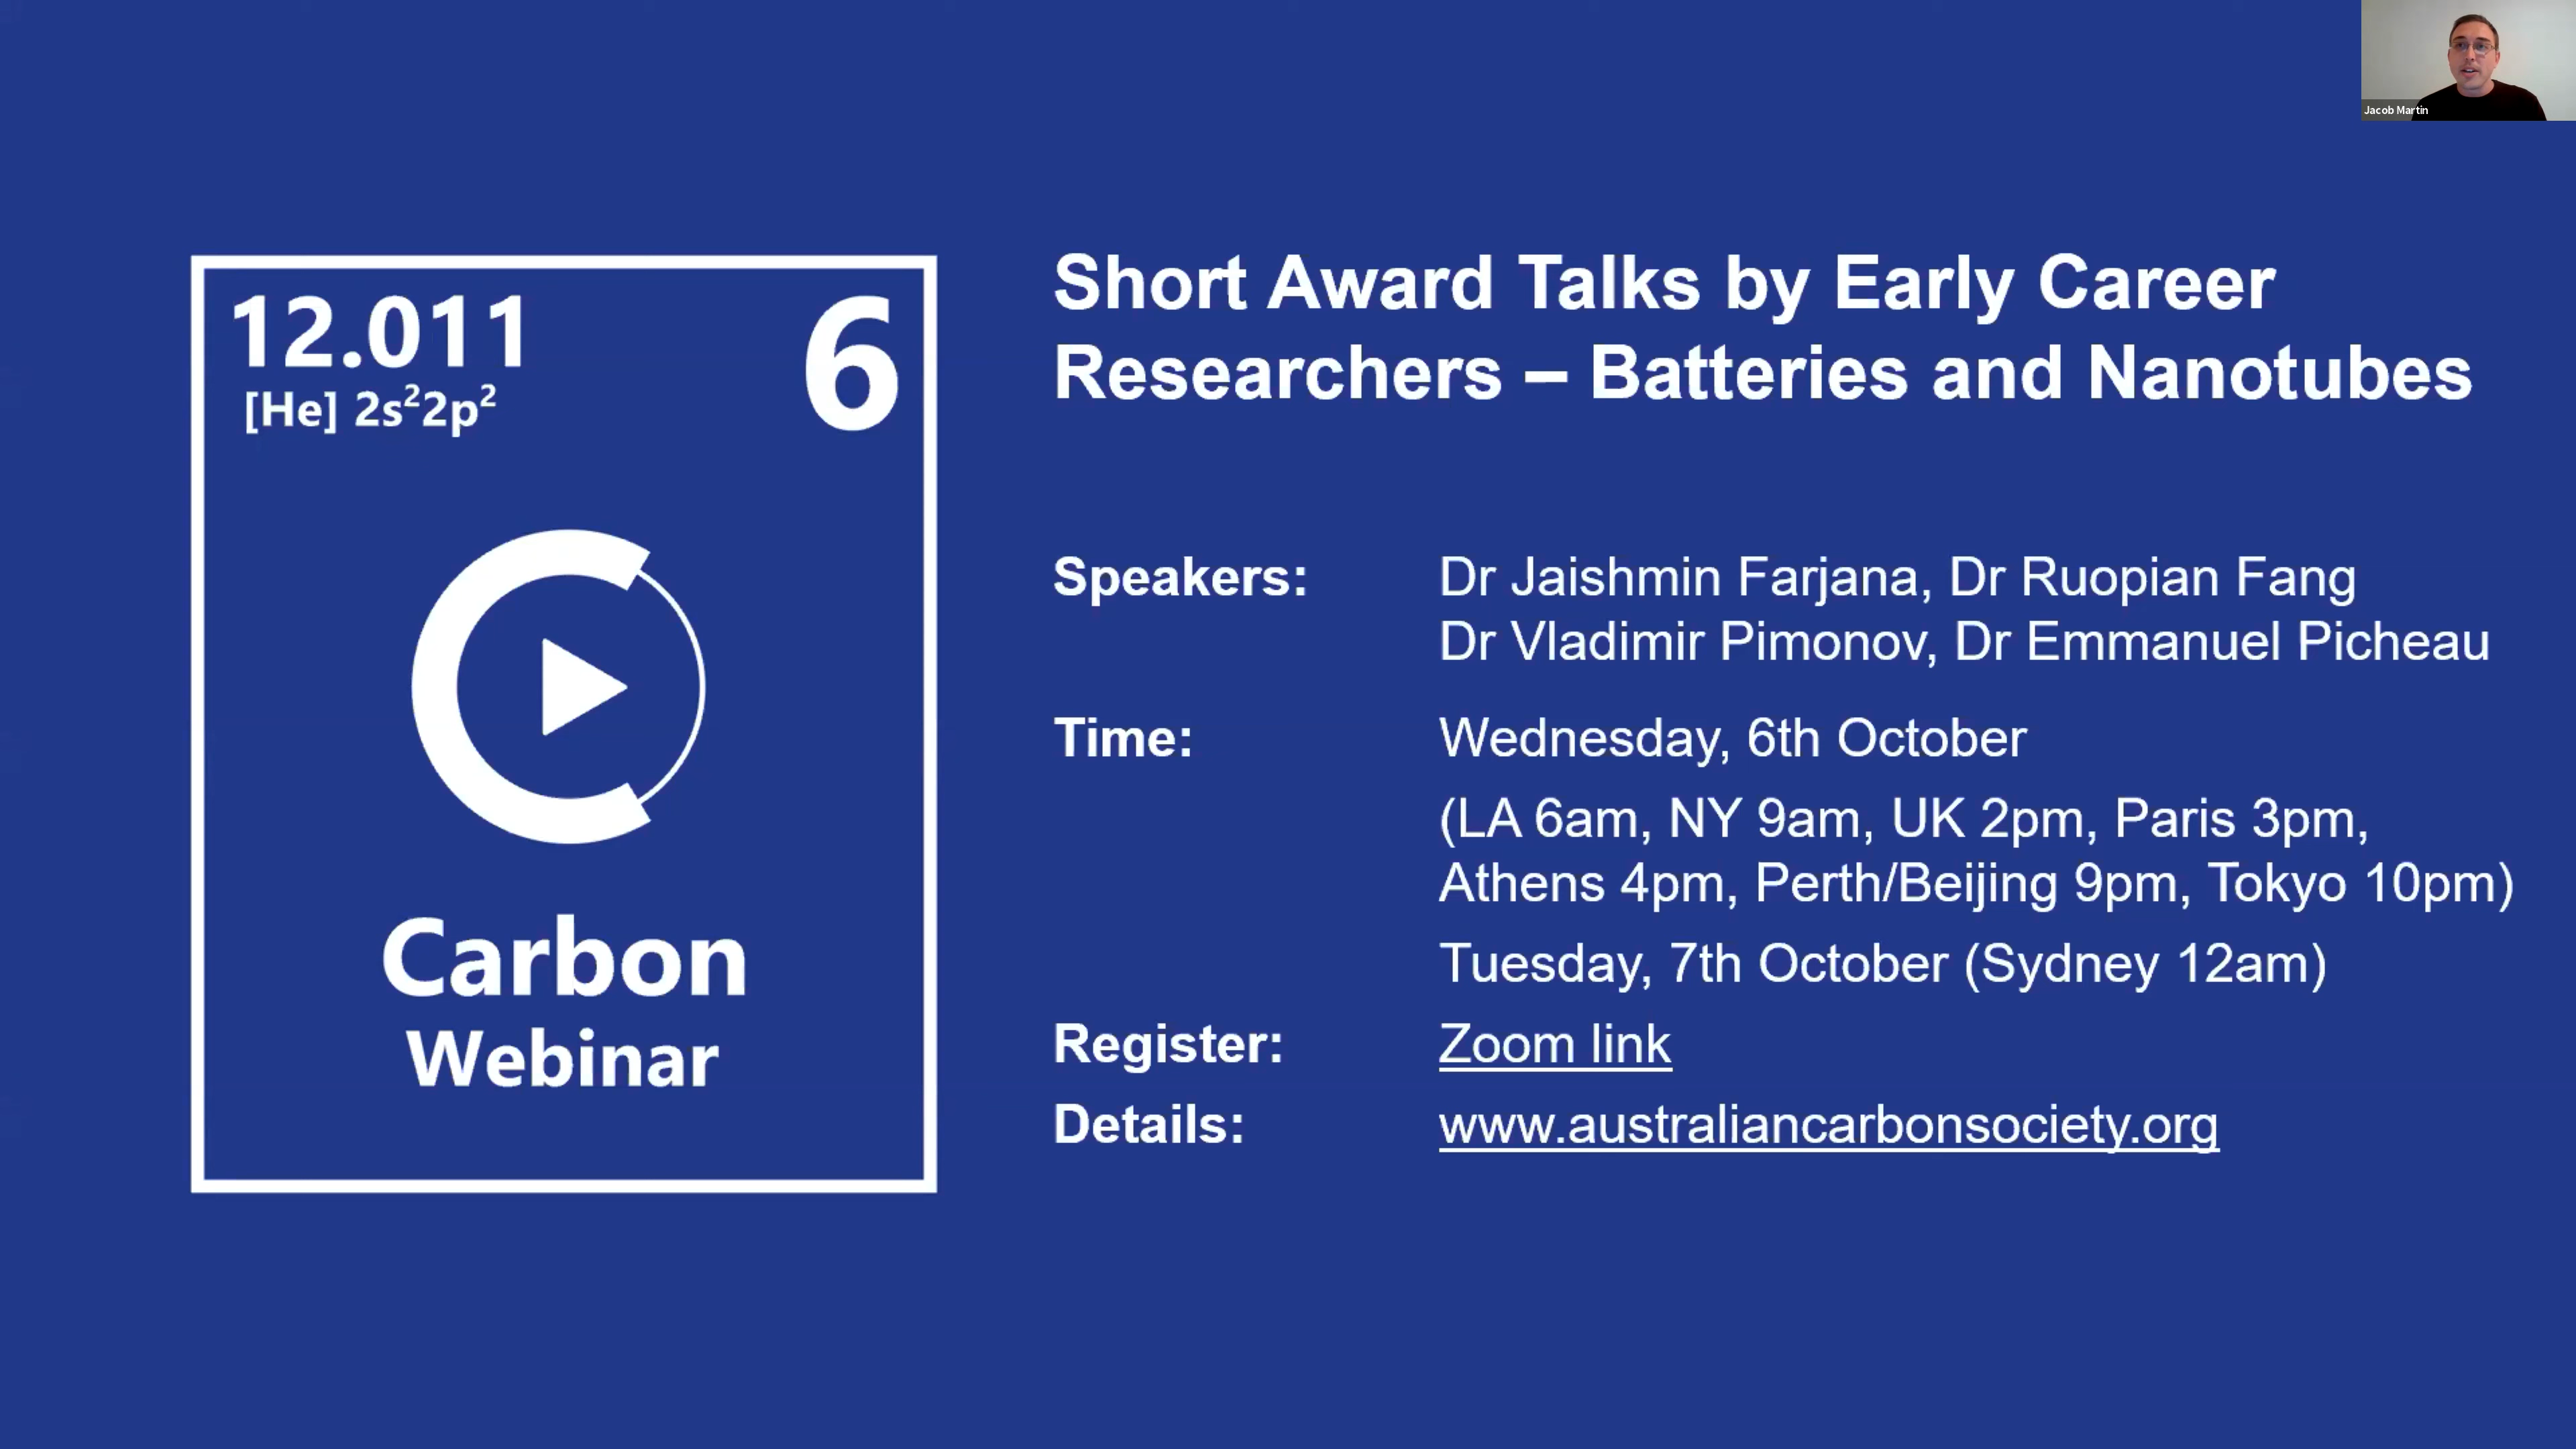 Jacob Martin
12.011
6
[He] 2s²2p²
Carbon
Webinar
Short Award Talks by Early Career
Researchers – Batteries and Nanotubes
Speakers: Dr Jaishmin Farjana, Dr Ruopian Fang
Dr Vladimir Pimonov, Dr Emmanuel Picheau
Time: Wednesday, 6th October
(LA 6am, NY 9am, UK 2pm, Paris 3pm,
Athens 4pm, Perth/Beijing 9pm, Tokyo 10pm)
Tuesday, 7th October (Sydney 12am)
Register: Zoom link
Details: www.australiancarbonsociety.org